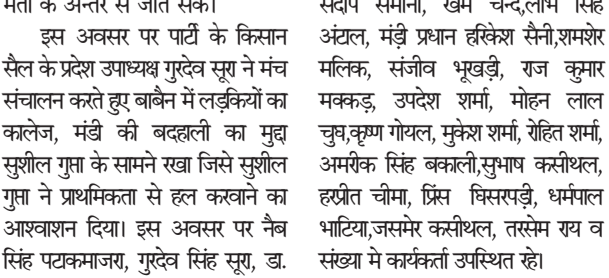 मतों के अन्तर से जीत सके।
इस अवसर पर पार्टी के किसान
सैल के प्रदेश उपाध्यक्ष गुरदेव सूरा ने मंच
संचालन करते हुए बाबैन में लड़कियों का
कालेज, मंडी की बदहाली का मुद्दा
सुशील गुप्ता के सामने रखा जिसे सुशील
गुप्ता ने प्राथमिकता से हल करवाने का
आश्वाशन दिया। इस अवसर पर नैब
सिंह पटाकमाजरा, गुरदेव सिंह सूरा, डा.
संदीप समानी, खेम चन्द,लाभ सिंह
अंटाल, मंड़ी प्रधान हरिकेश सैनी,शमशेर
मलिक, संजीव भूखड़ी, राज कुमार
मक्कड़, उपदेश शर्मा, मोहन लाल
चुघ,कृष्ण गोयल, मुकेश शर्मा, रोहित शर्मा,
अमरीक सिंह बकाली,सुभाष कसीथल,
हरप्रीत चीमा, प्रिंस घिसरपड़ी, धर्मपाल
भाटिया,जसमेर कसीथल, तरसेम राय व
संख्या मे कार्यकर्ता उपस्थित रहे।